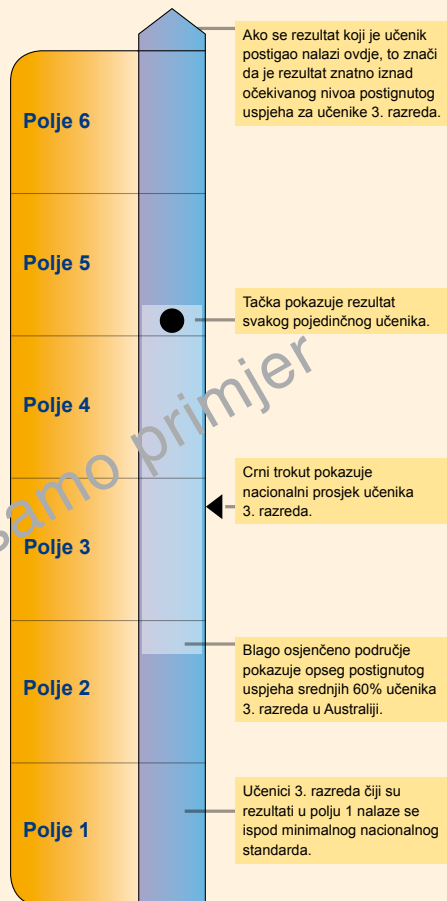 Ako se rezultat koji je učenik
postigao nalazi ovdje, to znači
da je rezultat znatno iznad
očekivanog nivoa postignutog
uspjeha za učenike 3. razreda.
Polje 6
Polje 5
Tačka pokazuje rezultat
svakog pojedinčnog učenika.
Polje 4
samo primjer
Crni trokut pokazuje
nacionalni prosjek učenika
3. razreda.
Polje 3
Blago osjenčeno područje
pokazuje opseg postignutog
uspjeha srednjih 60% učenika
3. razreda u Australiji.
Polje 2
Učenici 3. razreda čiji su
rezultati u polju 1 nalaze se
ispod minimalnog nacionalnog
standarda.
Polje 1